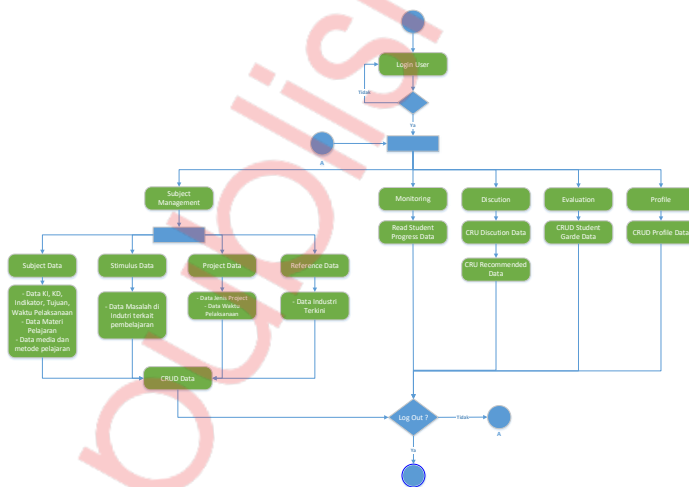 Login User
Tidak
Ya
A
Subject
Management
Monitoring
Discution
Evaluation
Profile
Read Student
Progress Data
CRU Discution Data
CRUD Student
Garde Data
CRUD Profile Data
CRU Recommended
Data
Subject Data
Stimulus Data
Project Data
Reference Data
- Data KI, KD,
Indikator, Tujuan,
Waktu Pelaksanaan
- Data Materi
Pelajaran
- Data media dan
metode pelajaran
- Data Masalah di
Indutri terkait
pembelajaran
- Data Jenis Project
- Data Waktu
Pelaksanaan
- Data Industri
Terkini
CRUD Data
Log Out ?
Tidak
A
Ya